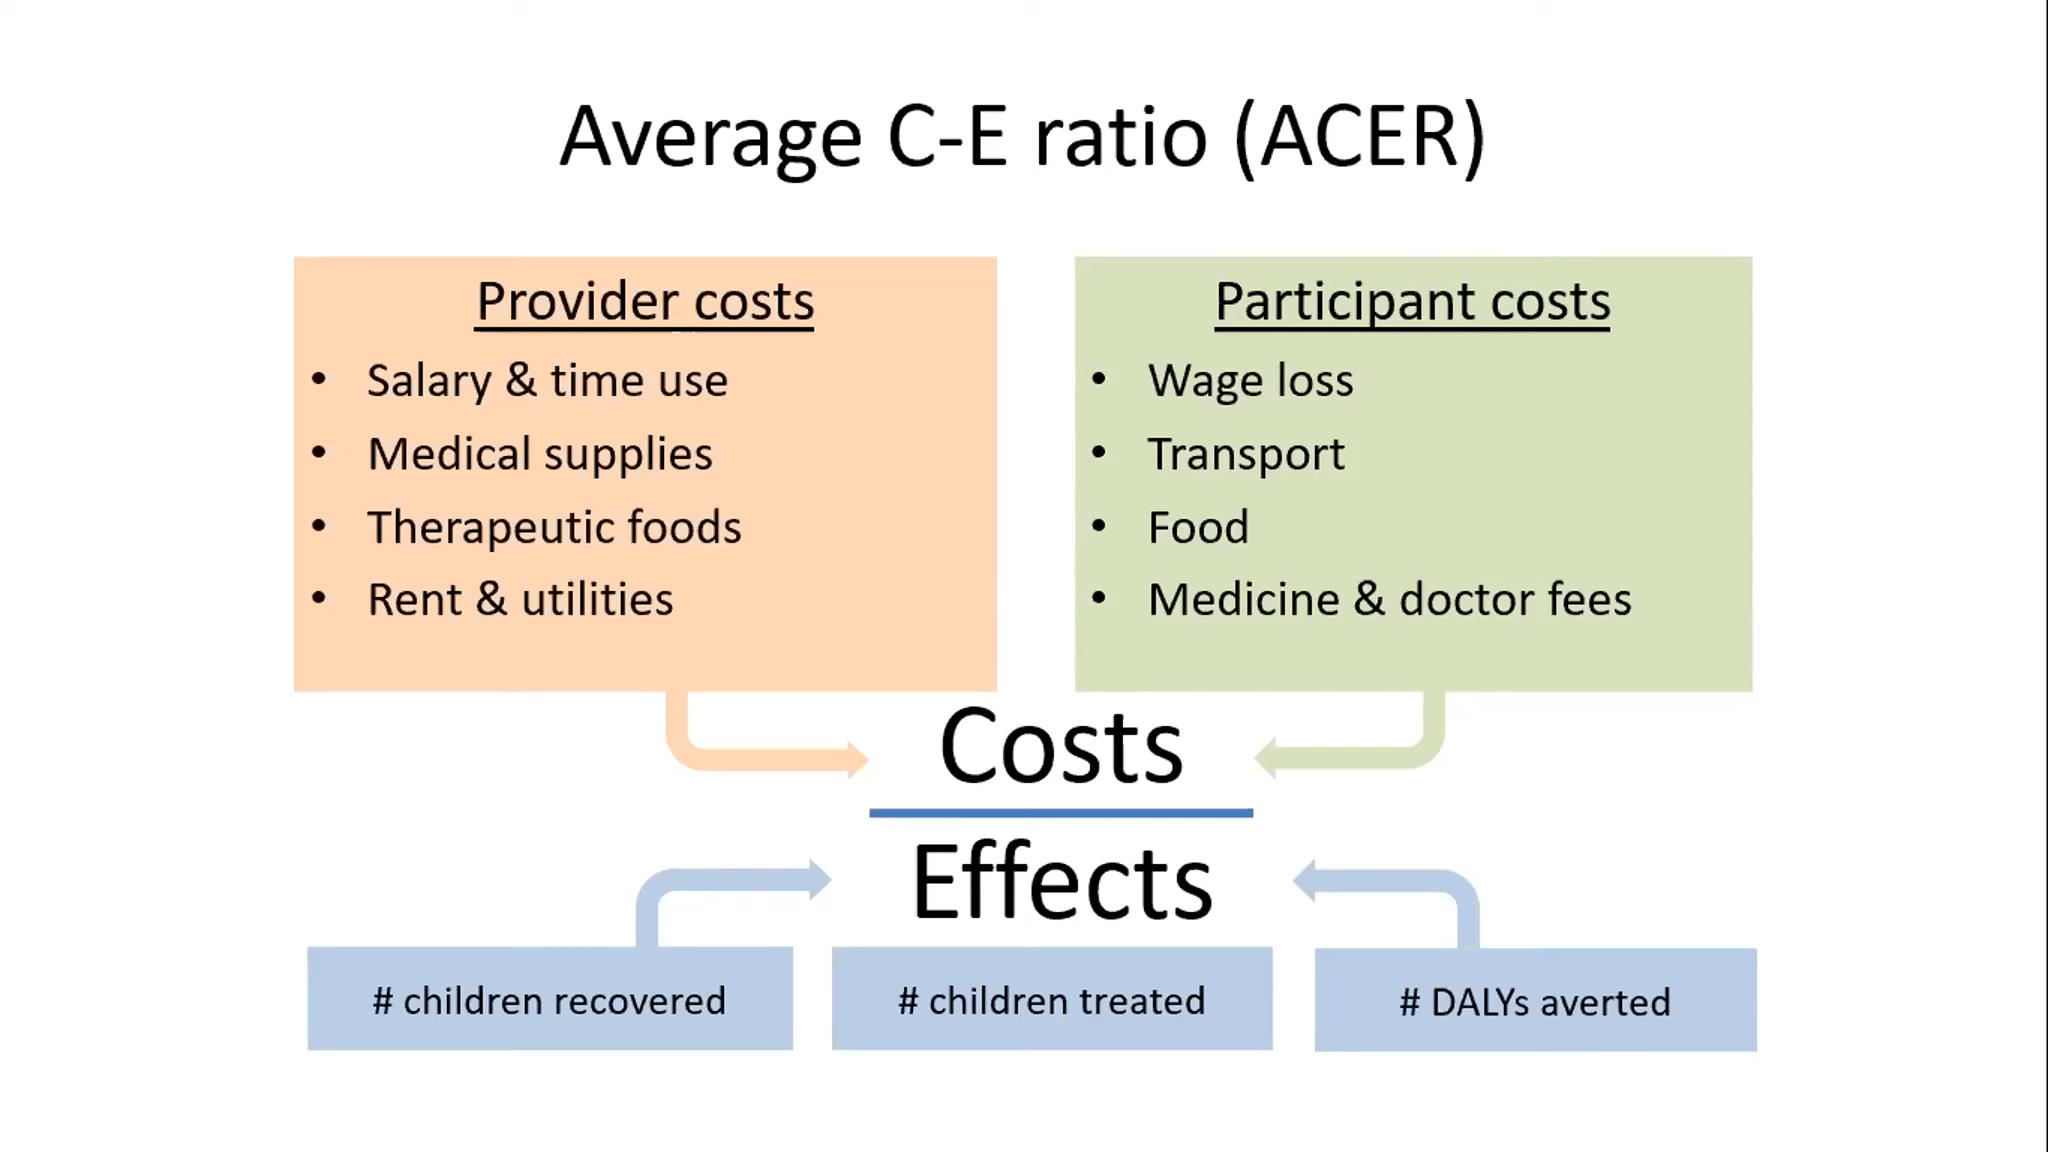 Average C-E ratio (ACER)
Provider costs
• Salary & time use
• Medical supplies
• Therapeutic foods
• Rent & utilities
Participant costs
• Wage loss
• Transport
• Food
• Medicine & doctor fees
Costs
Effects
# children recovered
# children treated
# DALYs averted